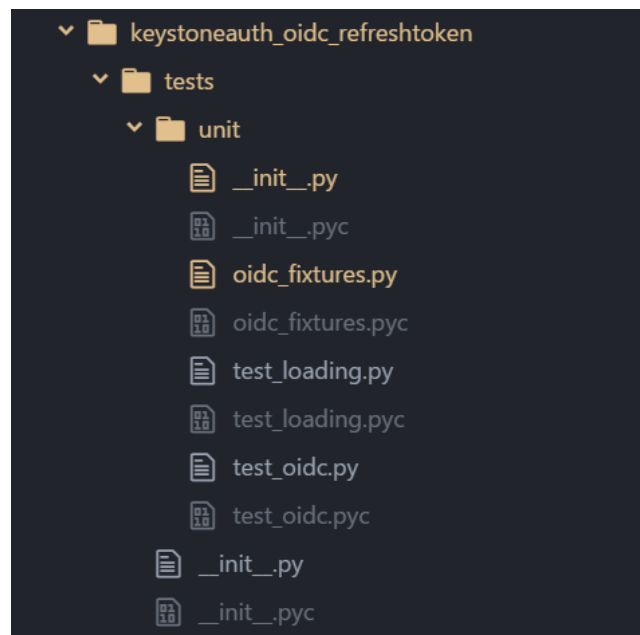 keystoneauth_oidc_refreshtoken
tests
unit
__init__.py
__init__.pyc
oidc_fixtures.py
oidc_fixtures.pyc
test_loading.py
test_loading.pyc
test_oidc.py
test_oidc.pyc
__init__.py
__init__.pyc